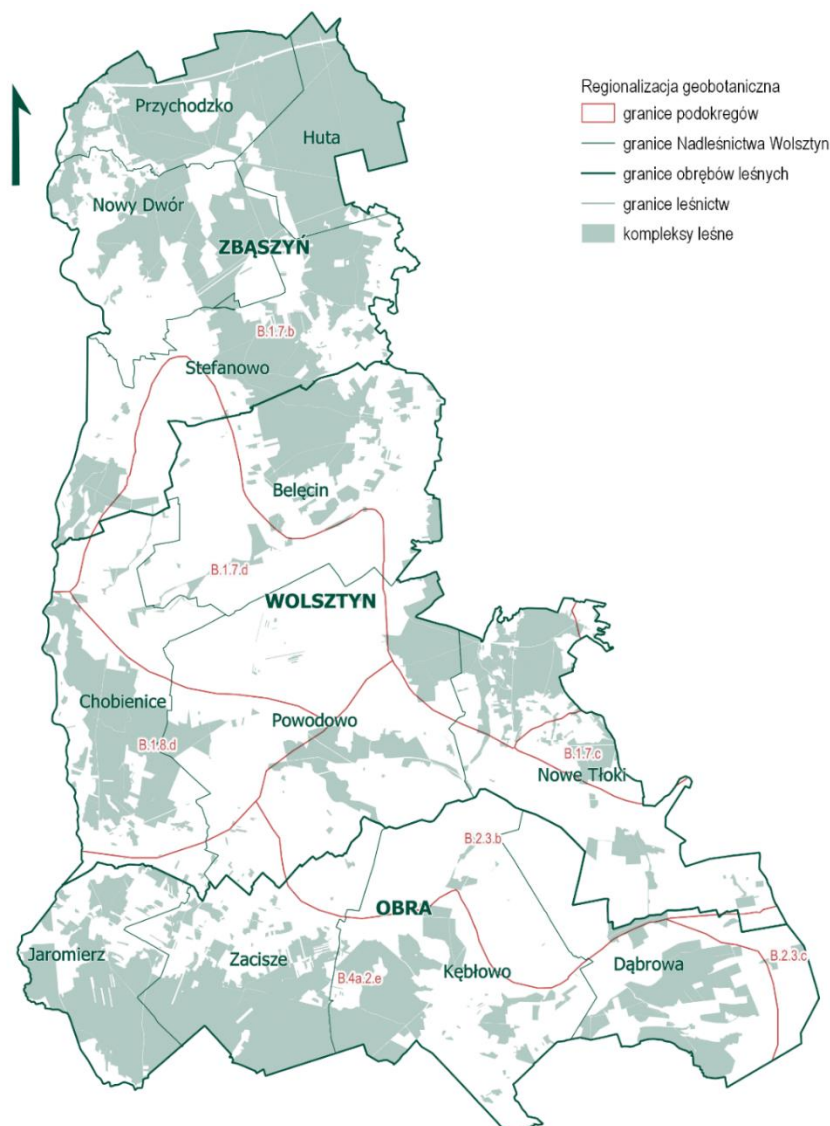 Regionalizacja geobotaniczna
granice podokręgów
granice Nadleśnictwa Wolsztyn
granice obrębów leśnych
granice leśnictw
kompleksy leśne
Przychodzko
Huta
Nowy Dwór
ZBĄSZYŃ
B.1.7.b
Stefanowo
Belęcin
B.1.7.d
WOLSZTYN
Chobienice
Powodowo
B.1.8.d
B.1.7.c
Nowe Tłoki
B.2.3.b
OBRA
Jaromierz
Zacisze
B.4a.2.e
Kębłowo
Dąbrowa
B.2.3.c